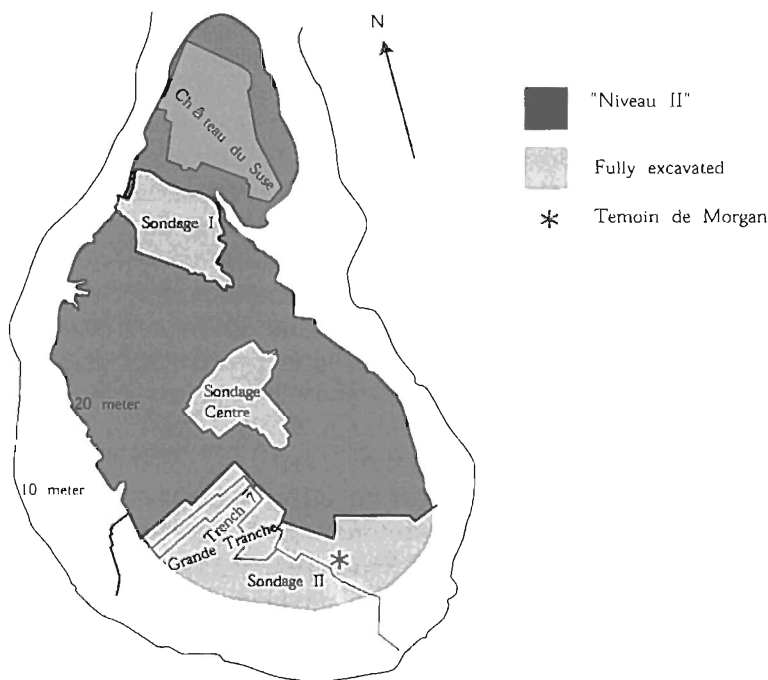 N
"Niveau II"
Fully excavated
Temoin de Morgan
Château du Suse
Sondage I
Sondage
Centre
20 meter
10 meter
Trench 7
Grande Tranche
Sondage II